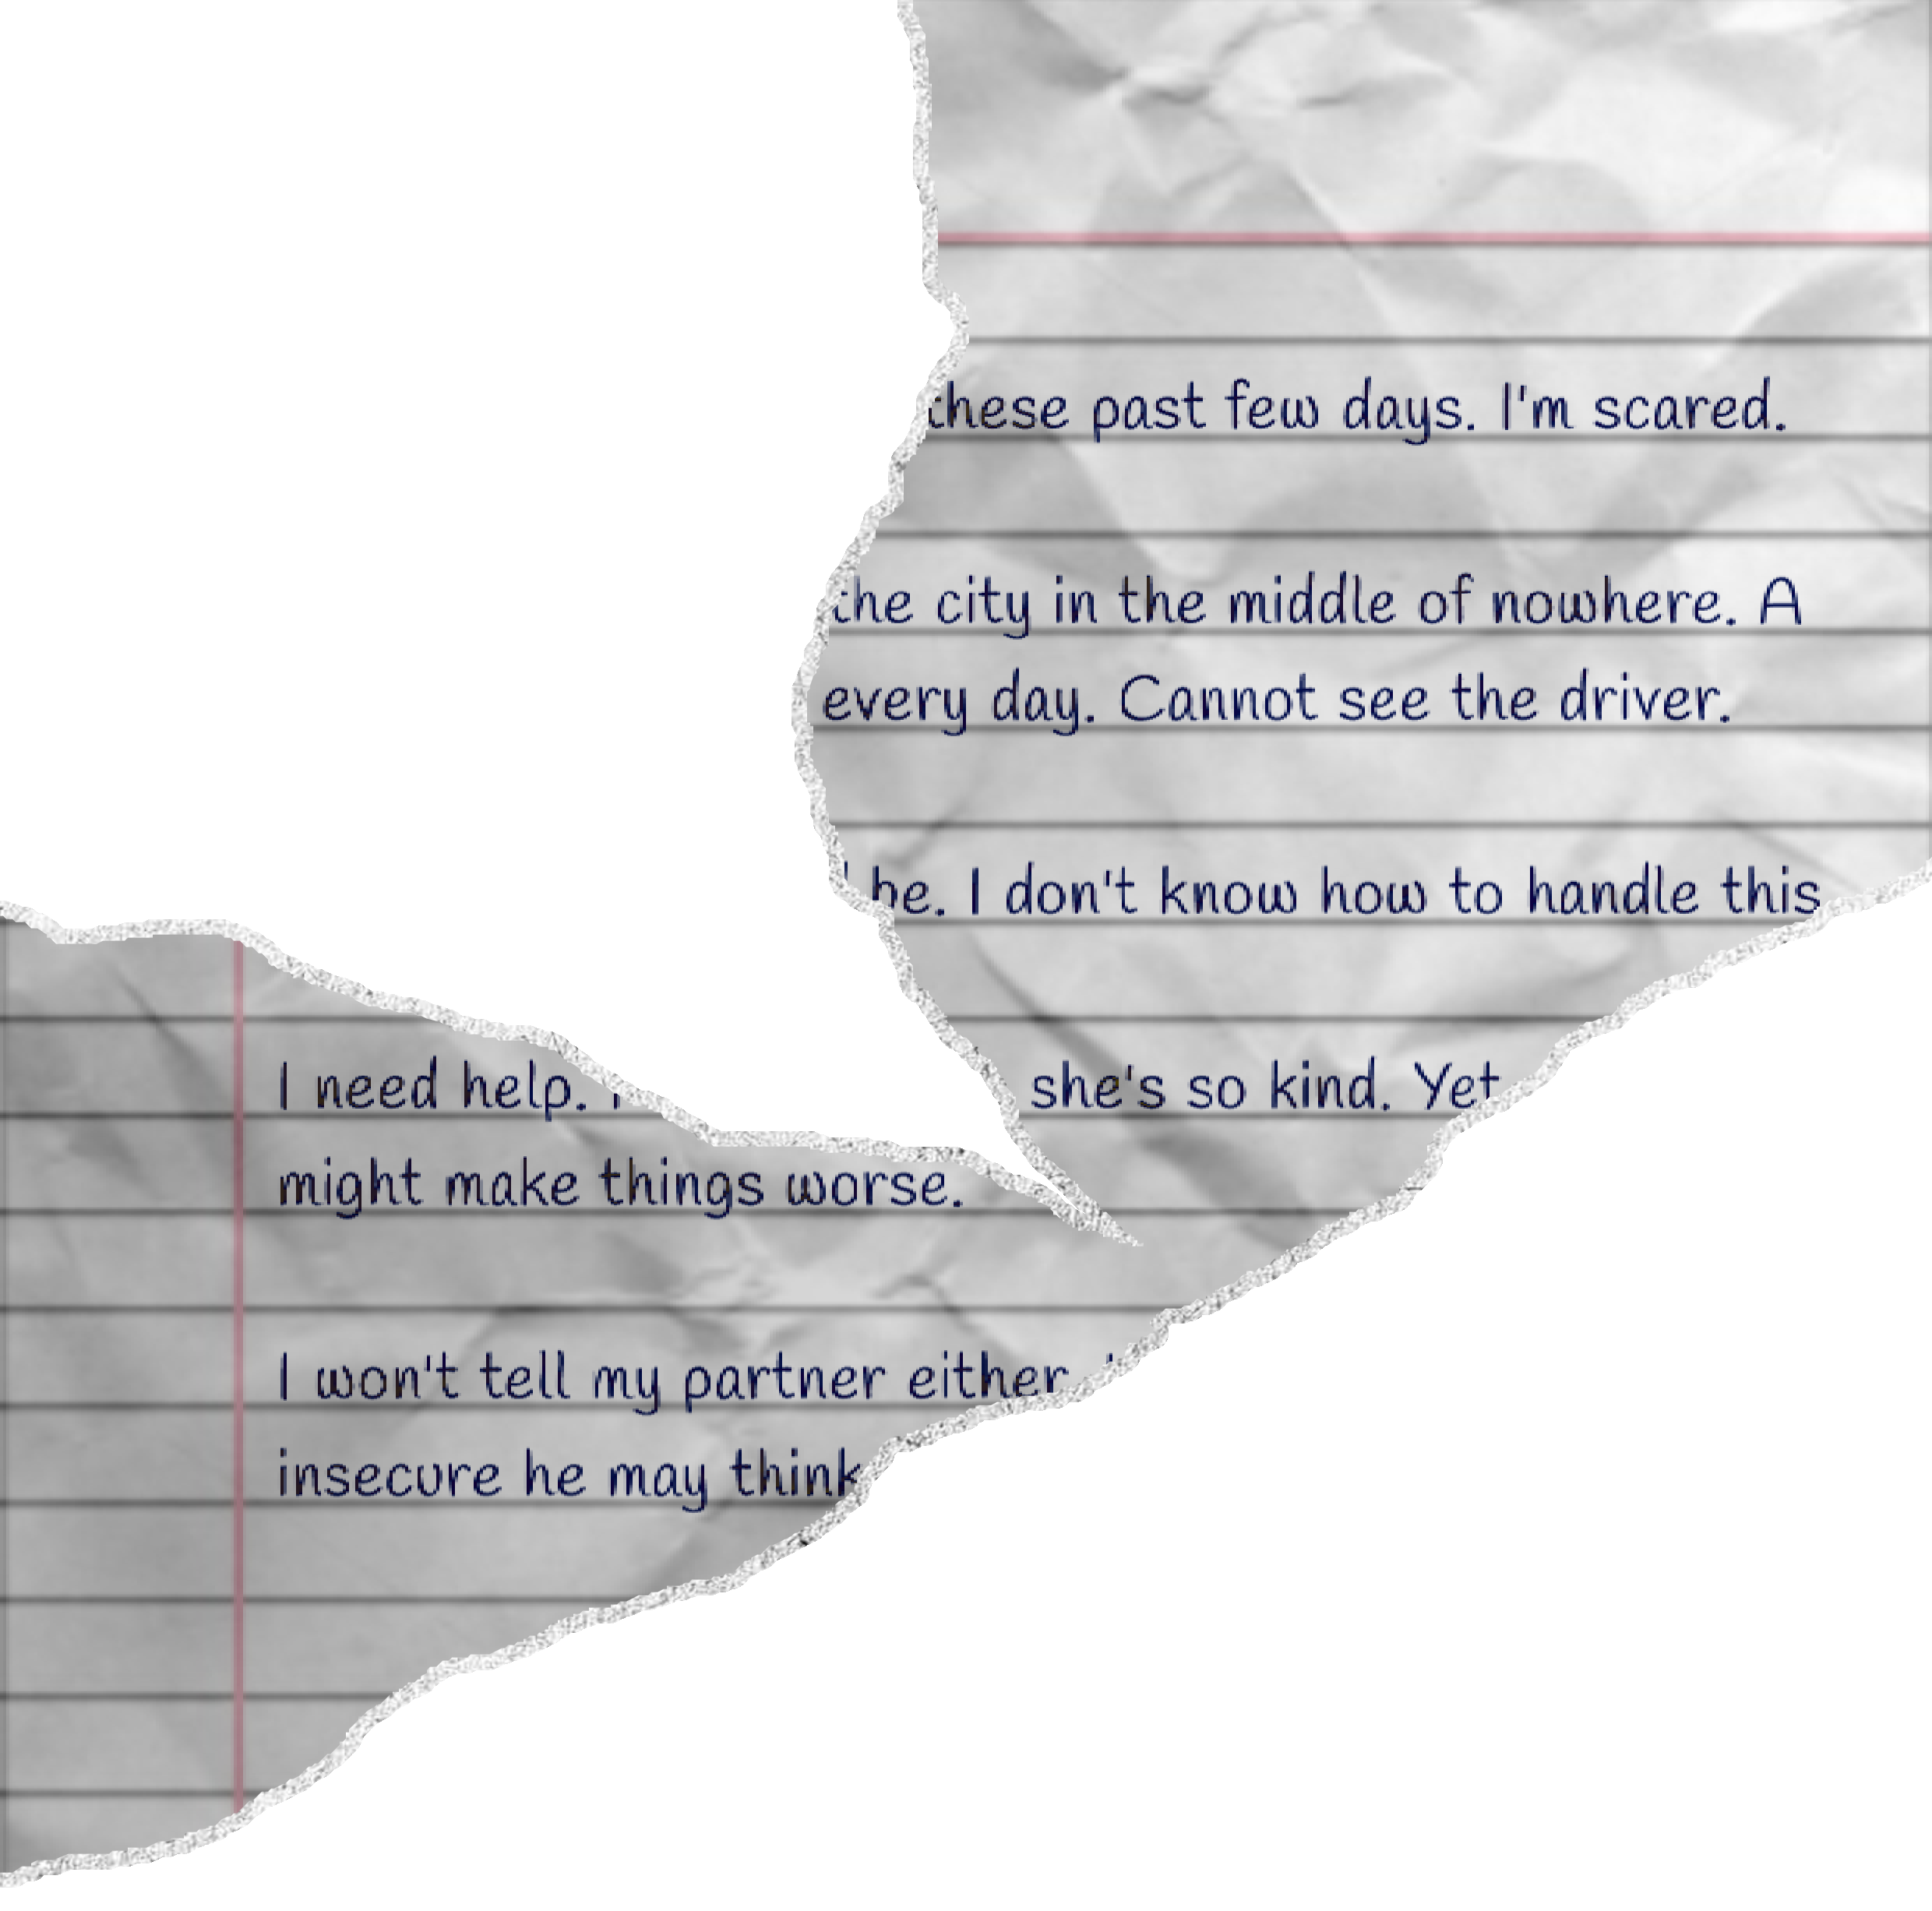 these past few days. I'm scared.
the city in the middle of nowhere. A
every day. Cannot see the driver.
be. I don't know how to handle this
I need help. she's so kind. Yet
might make things worse.
I won't tell my partner either
insecure he may think